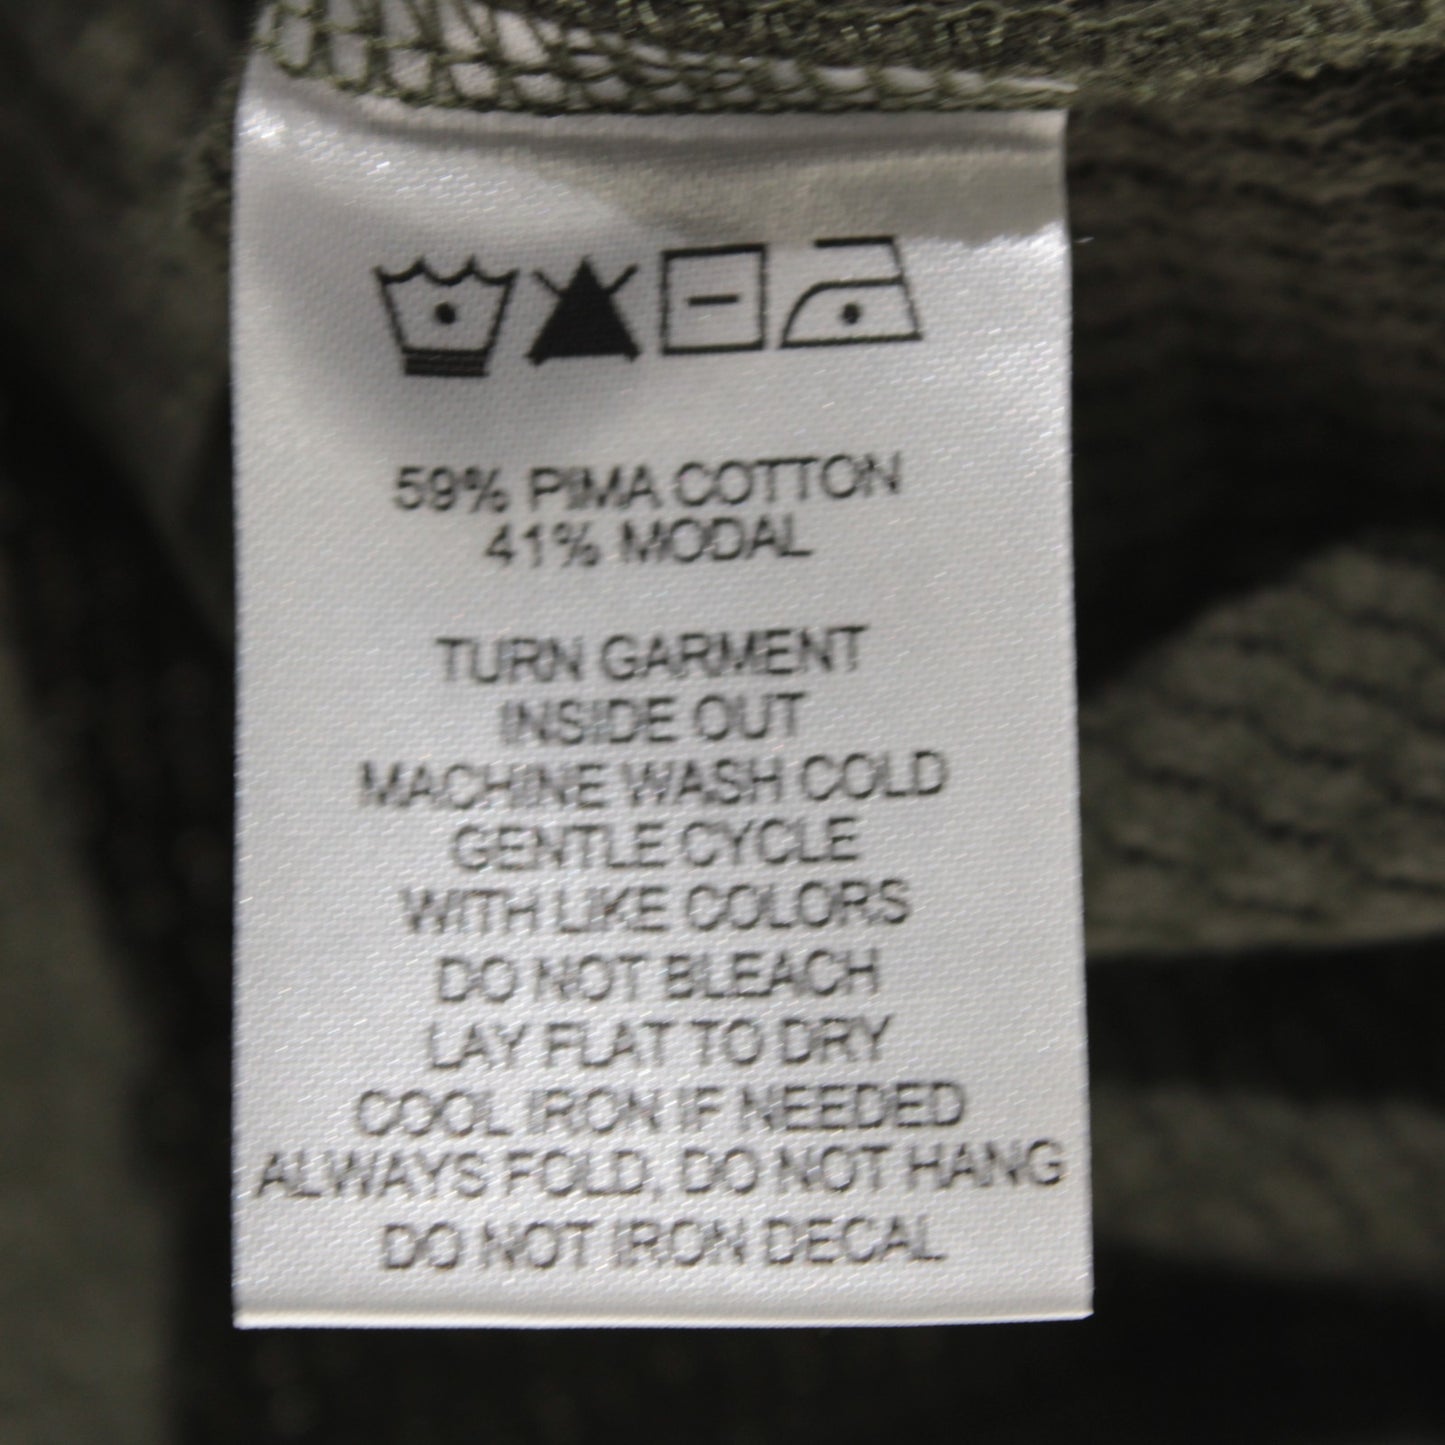 59% PIMA COTTON
41% MODAL
TURN GARMENT
INSIDE OUT
MACHINE WASH COLD
GENTLE CYCLE
WITH LIKE COLORS
DO NOT BLEACH
LAY FLAT TO DRY
COOL IRON IF NEEDED
ALWAYS FOLD, DO NOT HANG
DO NOT IRON DECAL